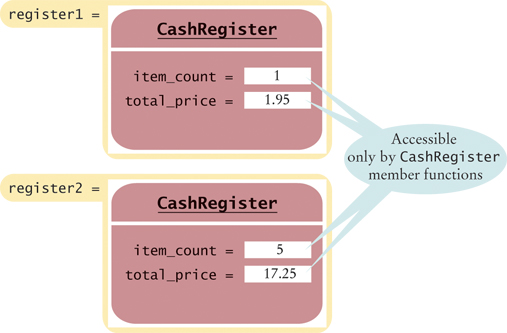 register1 =
CashRegister
item_count = 1
total_price = 1.95
Accessible
only by CashRegister
member functions
register2 =
CashRegister
item_count = 5
total_price = 17.25